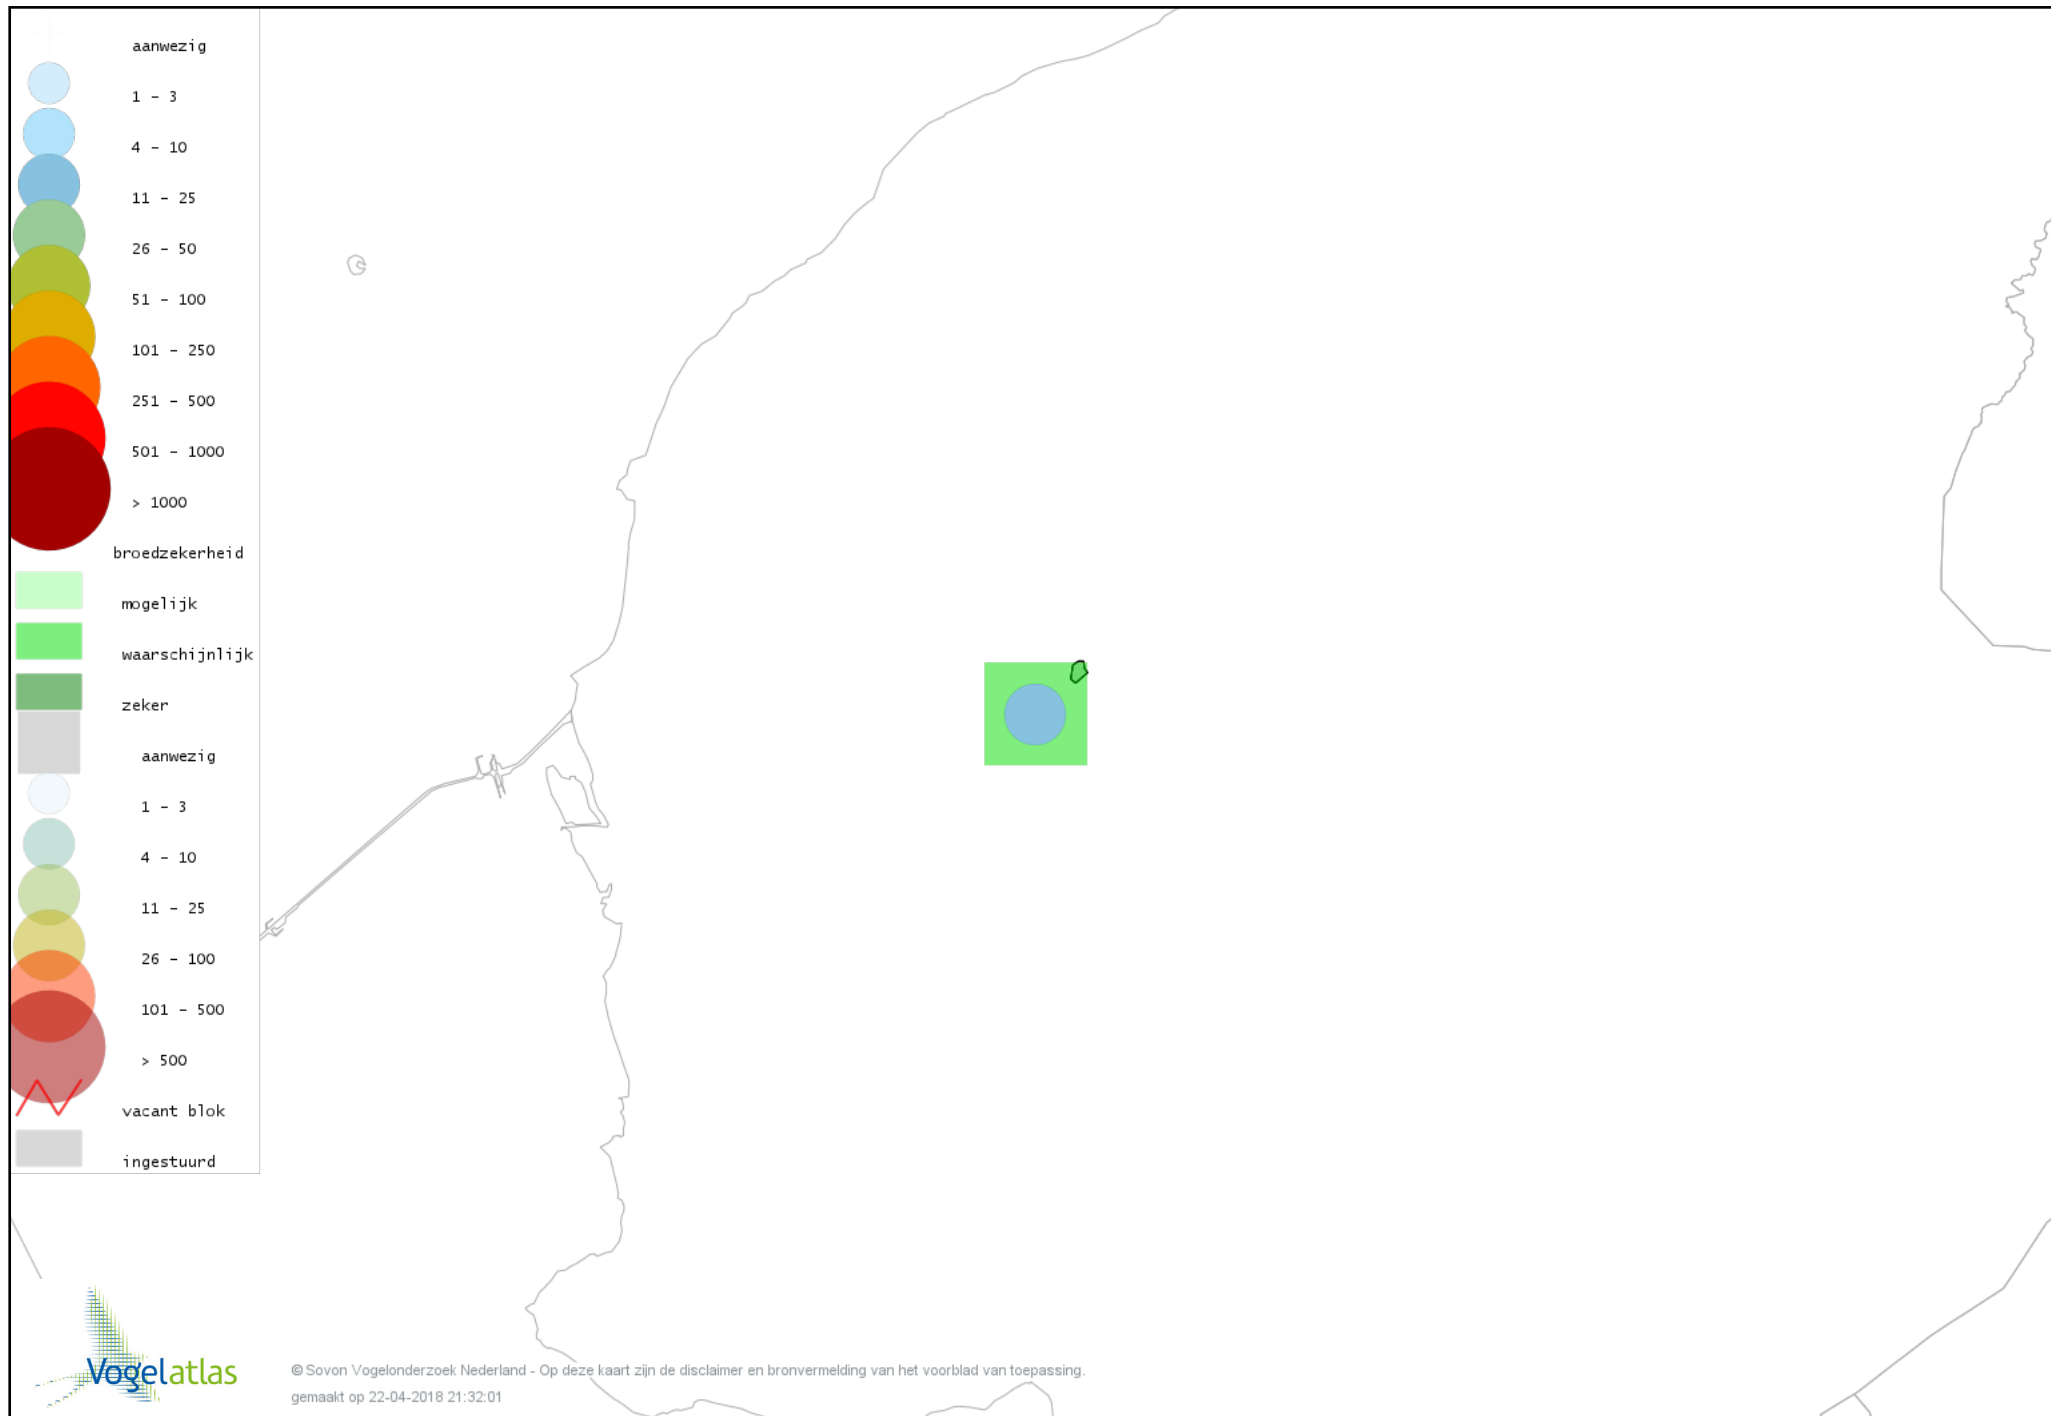 aanwezig
1 - 3
4 - 10
11 - 25
26 - 50
51 - 100
101 - 250
251 - 500
501 - 1000
> 1000
broedzekerheid
mogelijk
waarschijnlijk
zeker
aanwezig
1 - 3
4 - 10
11 - 25
26 - 100
101 - 500
> 500
vacant blok
ingestuurd
Vogelatlas
© Sovon Vogelonderzoek Nederland - Op deze kaart zijn de disclaimer en bronvermelding van het voorblad van toepassing.
gemaakt op 22-04-2018 21:32:01